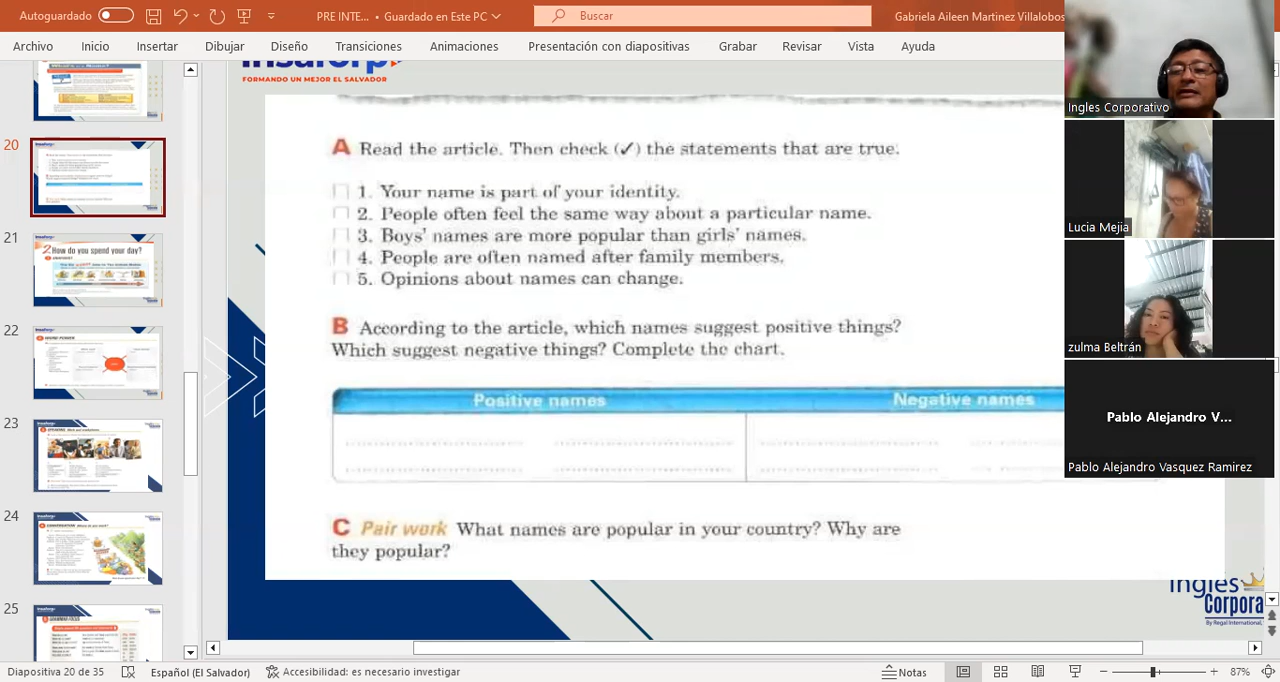 Autoguardado
PRE INTE... • Guardado en Este PC
Buscar
Gabriela Aileen Martinez Villalobos
Archivo Inicio Insertar Dibujar Diseño Transiciones Animaciones Presentación con diapositivas Grabar Revisar Vista Ayuda
FORMANDO UN MEJOR EL SALVADOR
A Read the article. Then check (✓) the statements that are true.
1. Your name is part of your identity.
2. People often feel the same way about a particular name.
3. Boys' names are more popular than girls' names.
4. People are often named after family members.
5. Opinions about names can change.
B According to the article, which names suggest positive things?
Which suggest negative things? Complete the chart.
Positive names Negative names
C Pair work What names are popular in your country? Why are
they popular?
Ingles
Corpora
By Regal International,
20
21
How do you spend your day?
22
WORD POWER
23
24
25
Ingles Corporativo
Lucia Mejia
zulma Beltrán
Pablo Alejandro V...
Pablo Alejandro Vasquez Ramirez
Diapositiva 20 de 35 Español (El Salvador) Accesibilidad: es necesario investigar Notas 87%